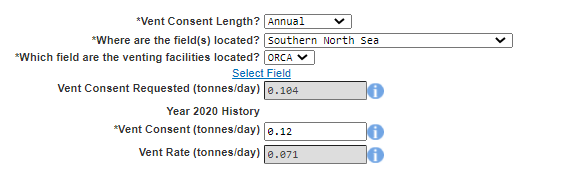 *Vent Consent Length? Annual
*Where are the field(s) located? Southern North Sea
*Which field are the venting facilities located? ORCA
Select Field
Vent Consent Requested (tonnes/day) 0.104
Year 2020 History
*Vent Consent (tonnes/day) 0.12
Vent Rate (tonnes/day) 0.071